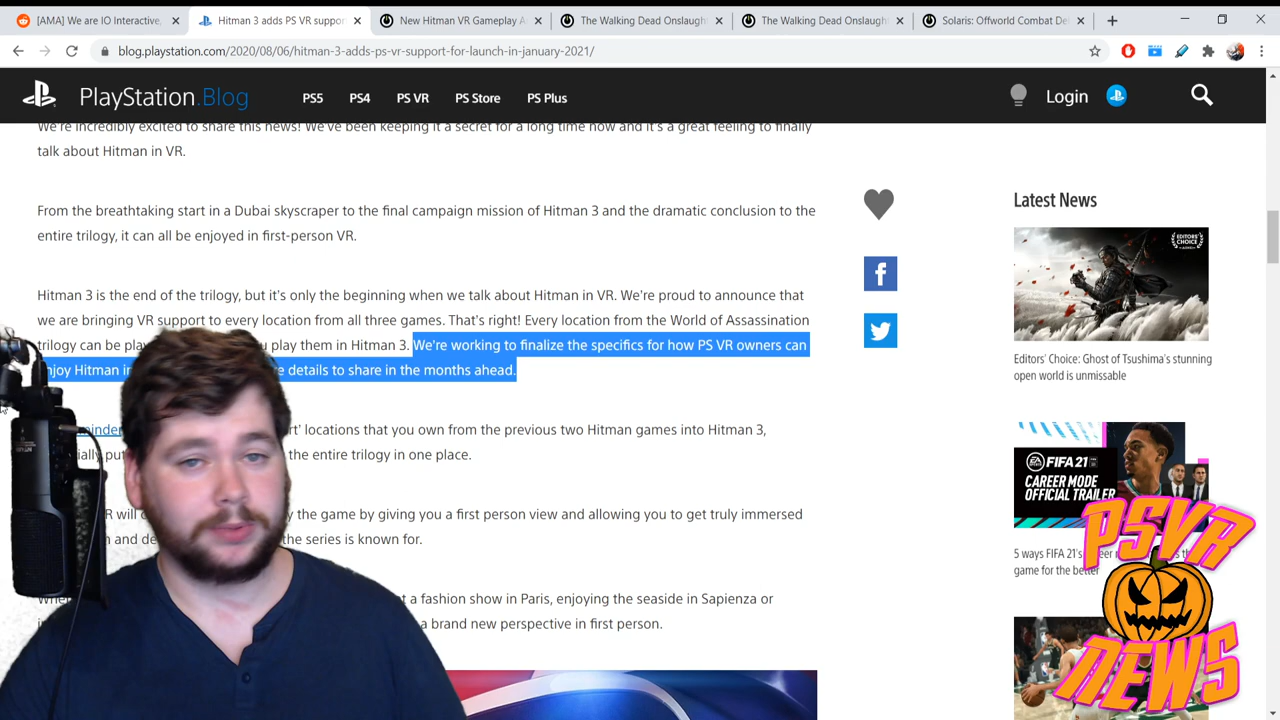 [AMA] We are IO Interactive,
Hitman 3 adds PS VR suppor
New Hitman VR Gameplay A
The Walking Dead Onslaught
The Walking Dead Onslaught
Solaris: Offworld Combat De
blog.playstation.com/2020/08/06/hitman-3-adds-ps-vr-support-for-launch-in-january-2021/
PlayStation.Blog
PS5
PS4
PS VR
PS Store
PS Plus
Login
We're incredibly excited to share this news! We've been keeping it a secret for a long time now and it's a great feeling to finally
talk about Hitman in VR.
From the breathtaking start in a Dubai skyscraper to the final campaign mission of Hitman 3 and the dramatic conclusion to the
entire trilogy, it can all be enjoyed in first-person VR.
Hitman 3 is the end of the trilogy, but it's only the beginning when we talk about Hitman in VR. We're proud to announce that
we are bringing VR support to every location from all three games. That's right! Every location from the World of Assassination
trilogy can be play u play them in Hitman 3. We're working to finalize the specifics for how PS VR owners can
enjoy Hitman in details to share in the months ahead.
locations that you own from the previous two Hitman games into Hitman 3,
the entire trilogy in one place.
will the game by giving you a first person view and allowing you to get truly immersed
and the series is known for.
a fashion show in Paris, enjoying the seaside in Sapienza or
a brand new perspective in first person.
Latest News
EDITORS' CHOICE
Editors' Choice: Ghost of Tsushima's stunning
open world is unmissable
EA SPORTS FIFA 21
CAREER MODE
OFFICIAL TRAILER
5 ways FIFA 21's
game for the better
PSVR
NEWS